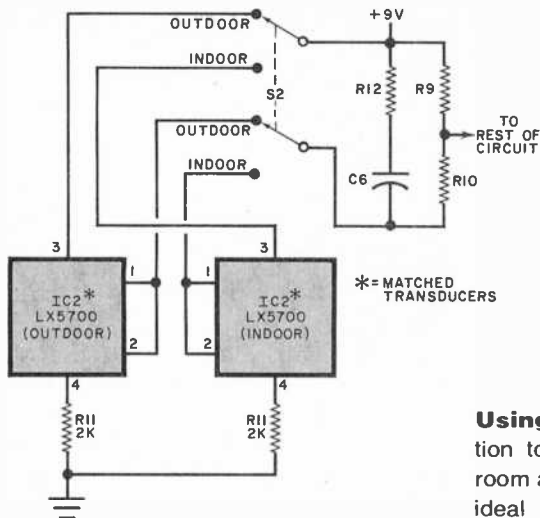 OUTDOOR
+9V
INDOOR
S2
R12
R9
OUTDOOR
TO
REST OF
CIRCUIT
INDOOR
C6
R10
3
3
1
1
*=MATCHED
TRANSDUCERS
IC2*
LX5700
(OUTDOOR)
IC2*
LX5700
(INDOOR)
2
2
4
4
R11
2K
R11
2K
Using
tion to
room a
ideal